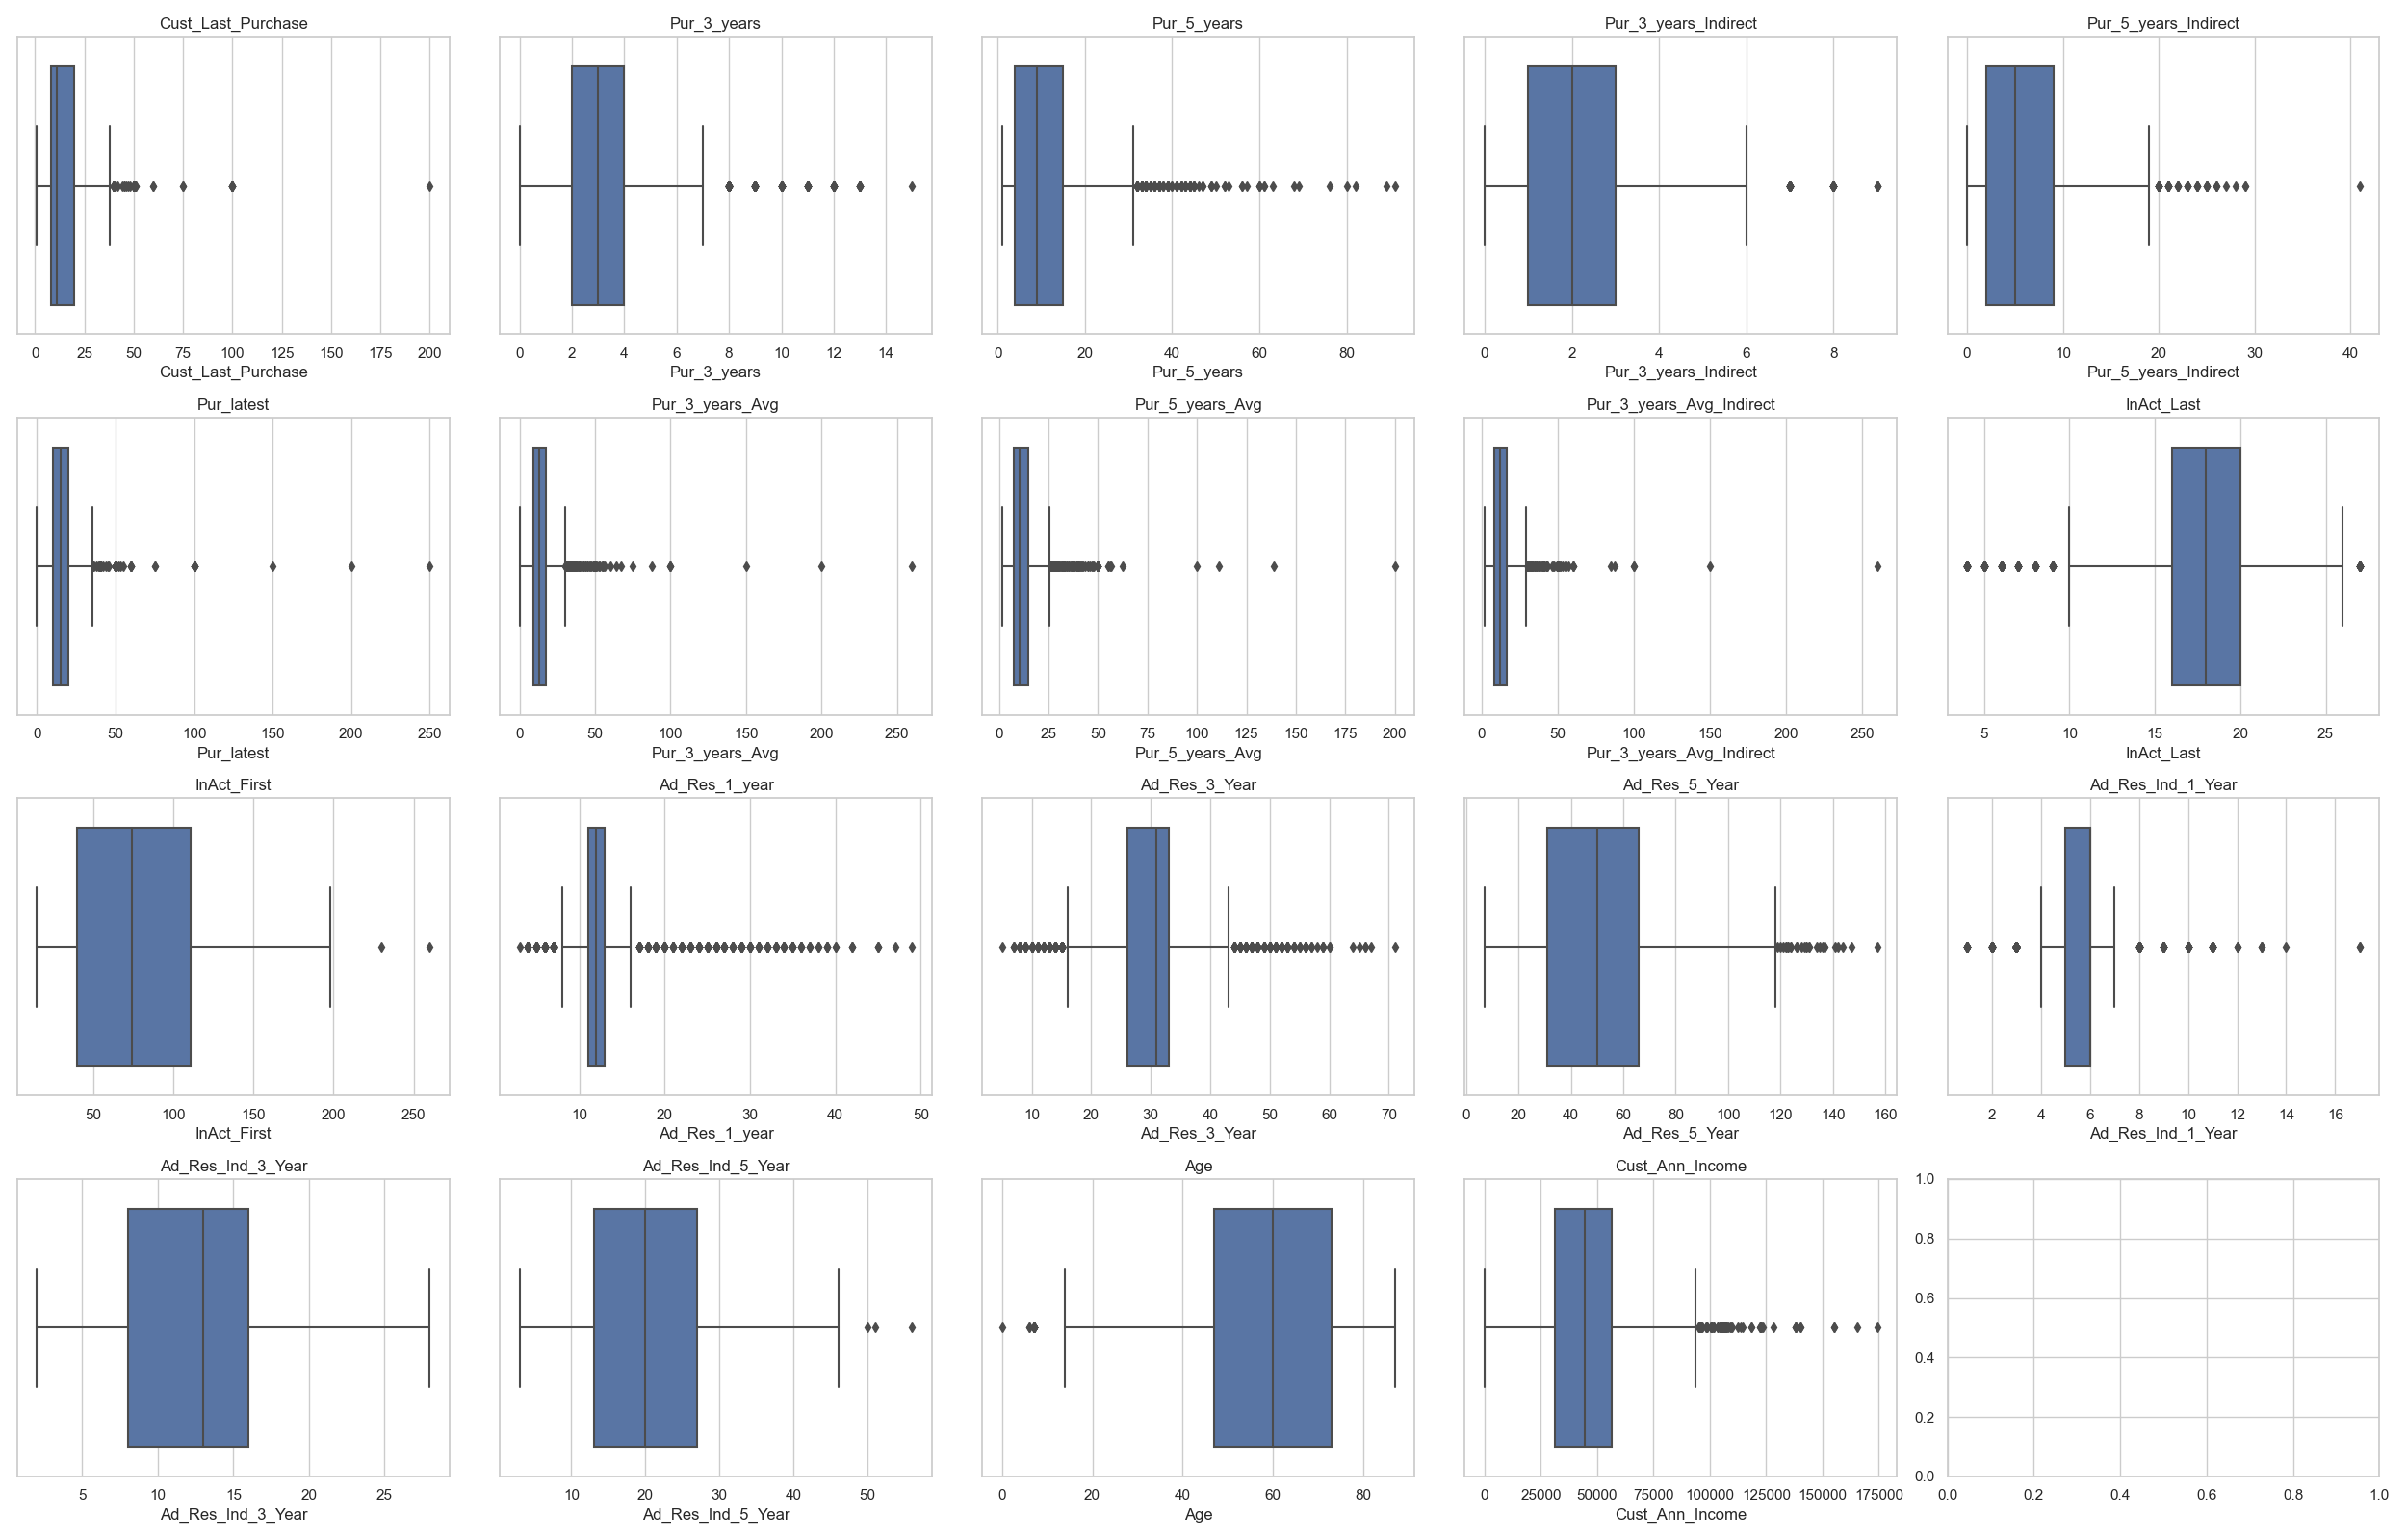 Cust_Last_Purchase
Pur_3_years
Pur_5_years
Pur_3_years_Indirect
Pur_5_years_Indirect
0 25 50 75 100 125 150 175 200
0 2 4 6 8 10 12 14
0 20 40 60 80
0 2 4 6 8
0 10 20 30 40
Cust_Last_Purchase
Pur_3_years
Pur_5_years
Pur_3_years_Indirect
Pur_5_years_Indirect
Pur_latest
Pur_3_years_Avg
Pur_5_years_Avg
Pur_3_years_Avg_Indirect
InAct_Last
0 50 100 150 200 250
0 50 100 150 200 250
0 25 50 75 100 125 150 175 200
0 50 100 150 200 250
5 10 15 20 25
Pur_latest
Pur_3_years_Avg
Pur_5_years_Avg
Pur_3_years_Avg_Indirect
InAct_Last
InAct_First
Ad_Res_1_year
Ad_Res_3_Year
Ad_Res_5_Year
Ad_Res_Ind_1_Year
50 100 150 200 250
10 20 30 40 50
10 20 30 40 50 60 70
0 20 40 60 80 100 120 140 160
2 4 6 8 10 12 14 16
InAct_First
Ad_Res_1_year
Ad_Res_3_Year
Ad_Res_5_Year
Ad_Res_Ind_1_Year
Ad_Res_Ind_3_Year
Ad_Res_Ind_5_Year
Age
Cust_Ann_Income
1.0
0.8
0.6
0.4
0.2
0.0
5 10 15 20 25
10 20 30 40 50
0 20 40 60 80
0 25000 50000 75000 100000 125000 150000 175000
0.0 0.2 0.4 0.6 0.8 1.0
Ad_Res_Ind_3_Year
Ad_Res_Ind_5_Year
Age
Cust_Ann_Income